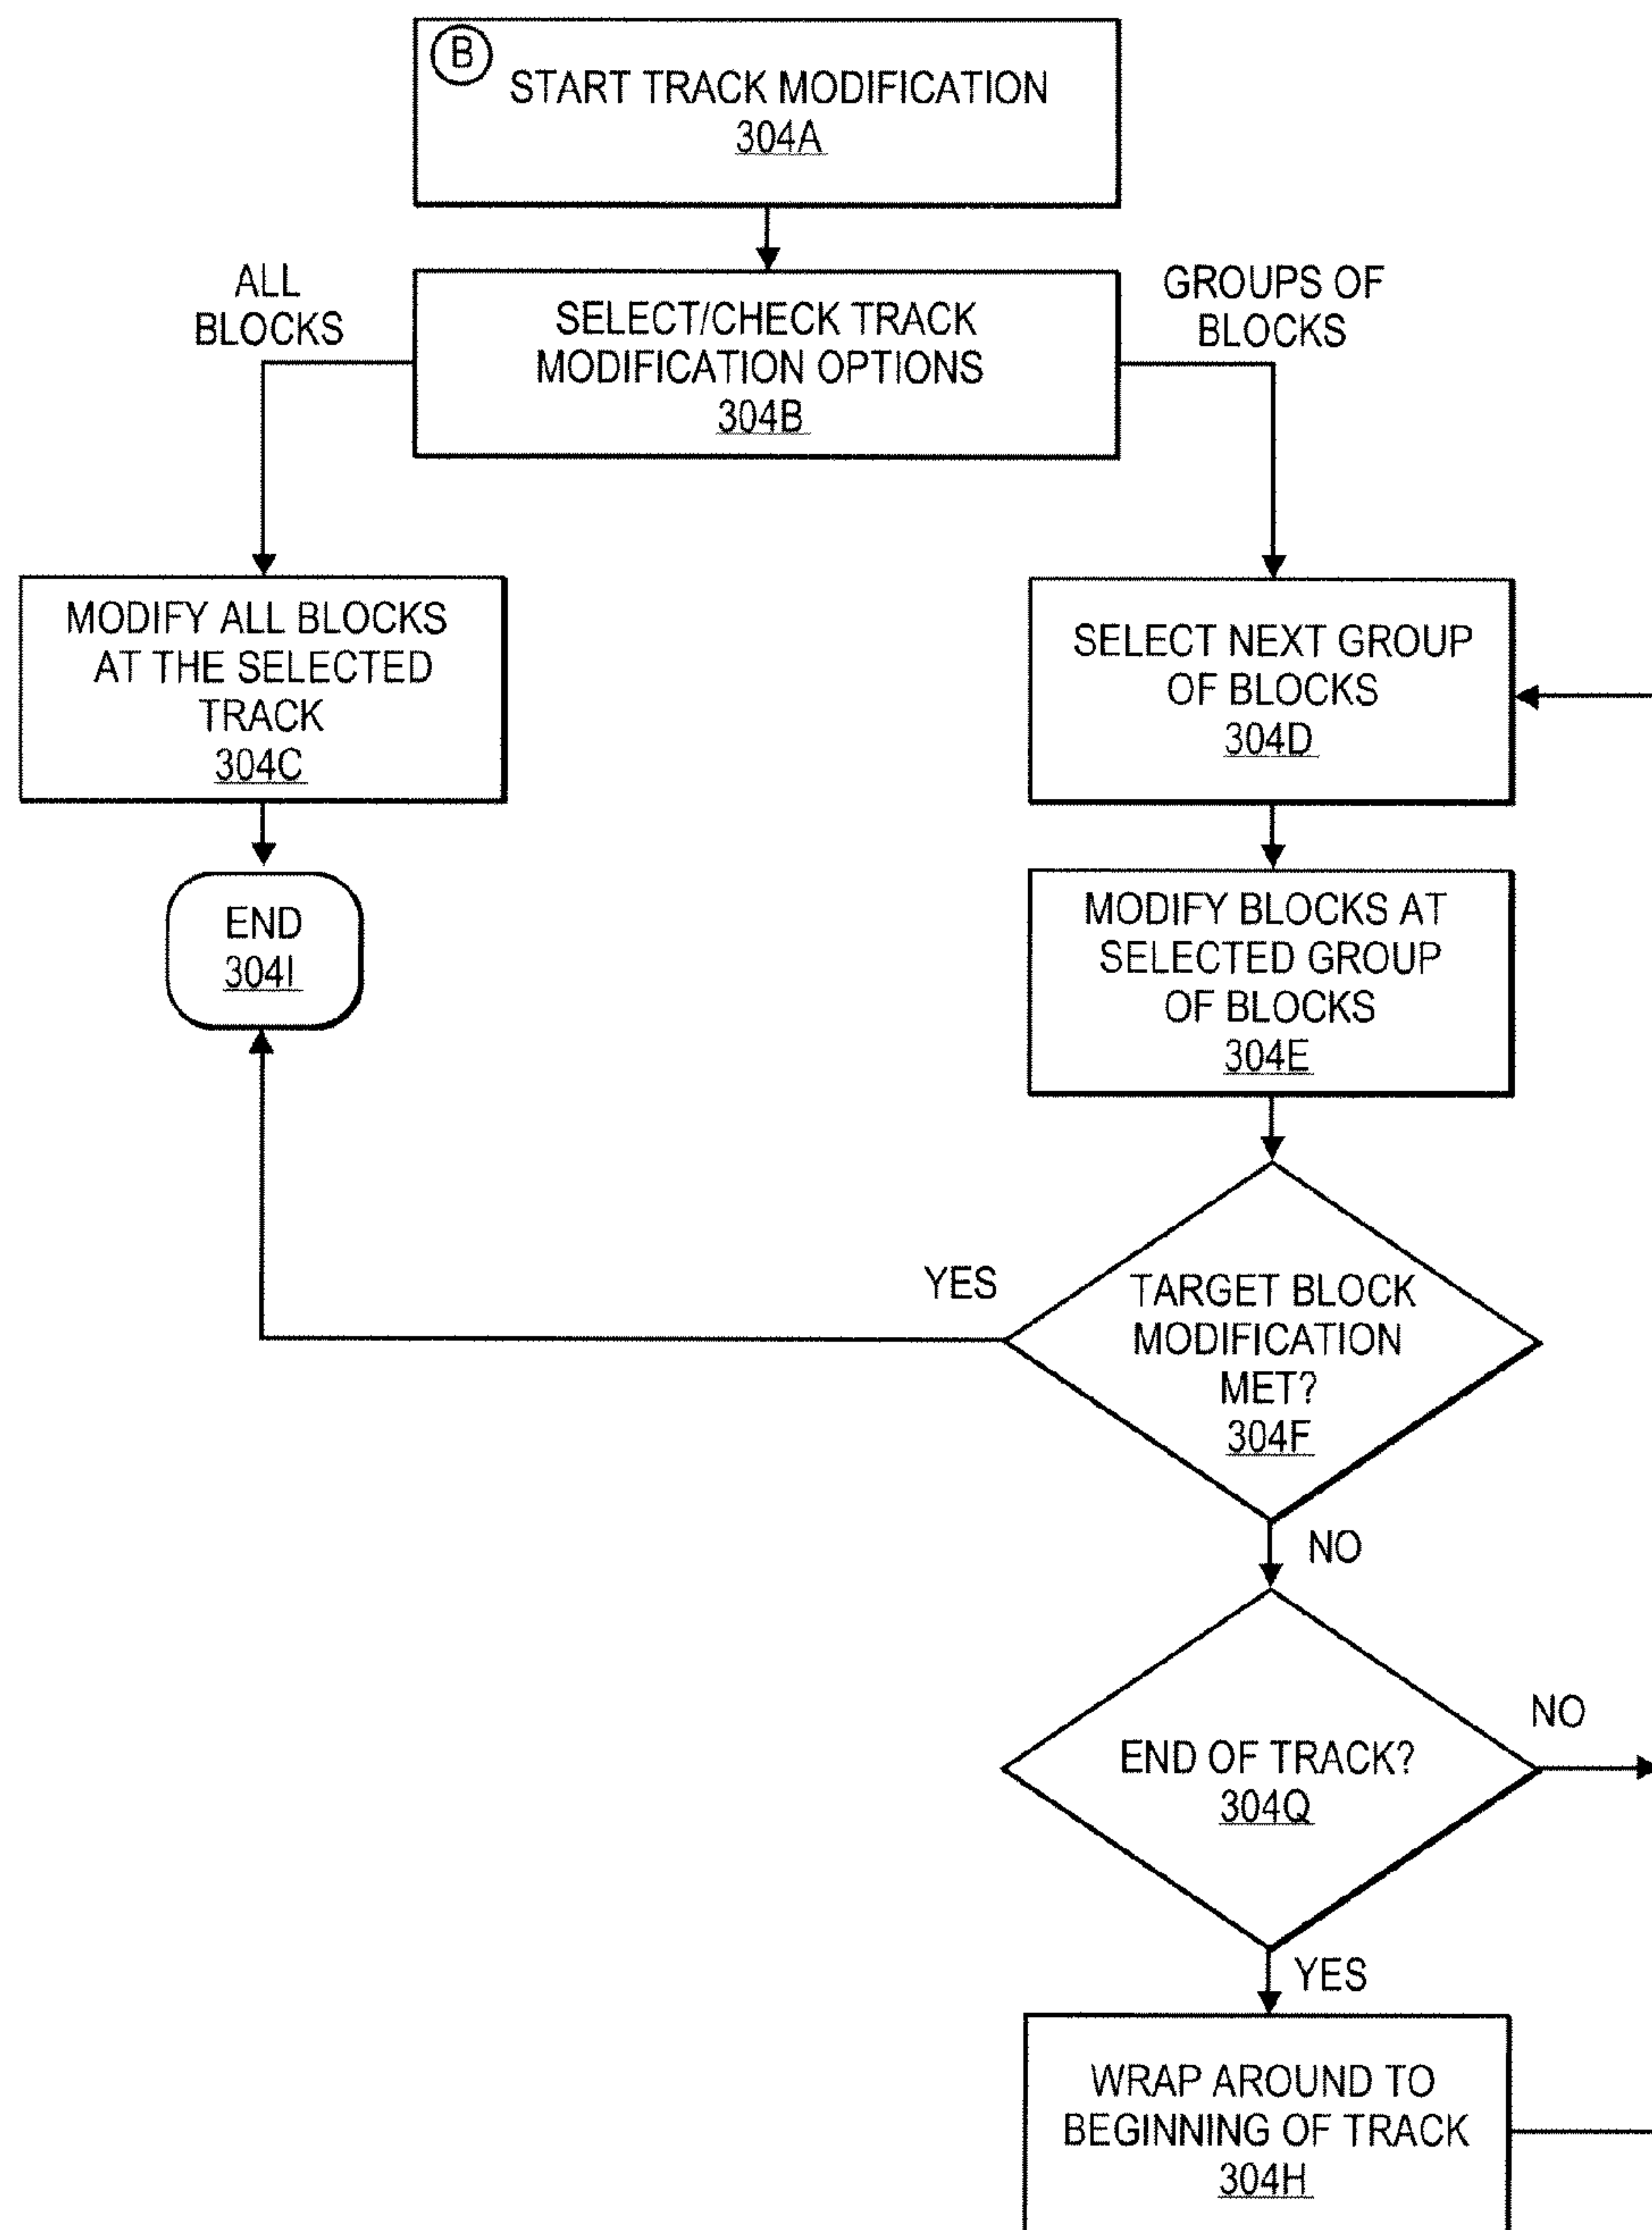 B
START TRACK MODIFICATION
304A
ALL
BLOCKS
SELECT/CHECK TRACK
MODIFICATION OPTIONS
304B
GROUPS OF
BLOCKS
MODIFY ALL BLOCKS
AT THE SELECTED
TRACK
304C
SELECT NEXT GROUP
OF BLOCKS
304D
END
304I
MODIFY BLOCKS AT
SELECTED GROUP
OF BLOCKS
304E
YES
TARGET BLOCK
MODIFICATION
MET?
304F
NO
END OF TRACK?
304Q
NO
YES
WRAP AROUND TO
BEGINNING OF TRACK
304H